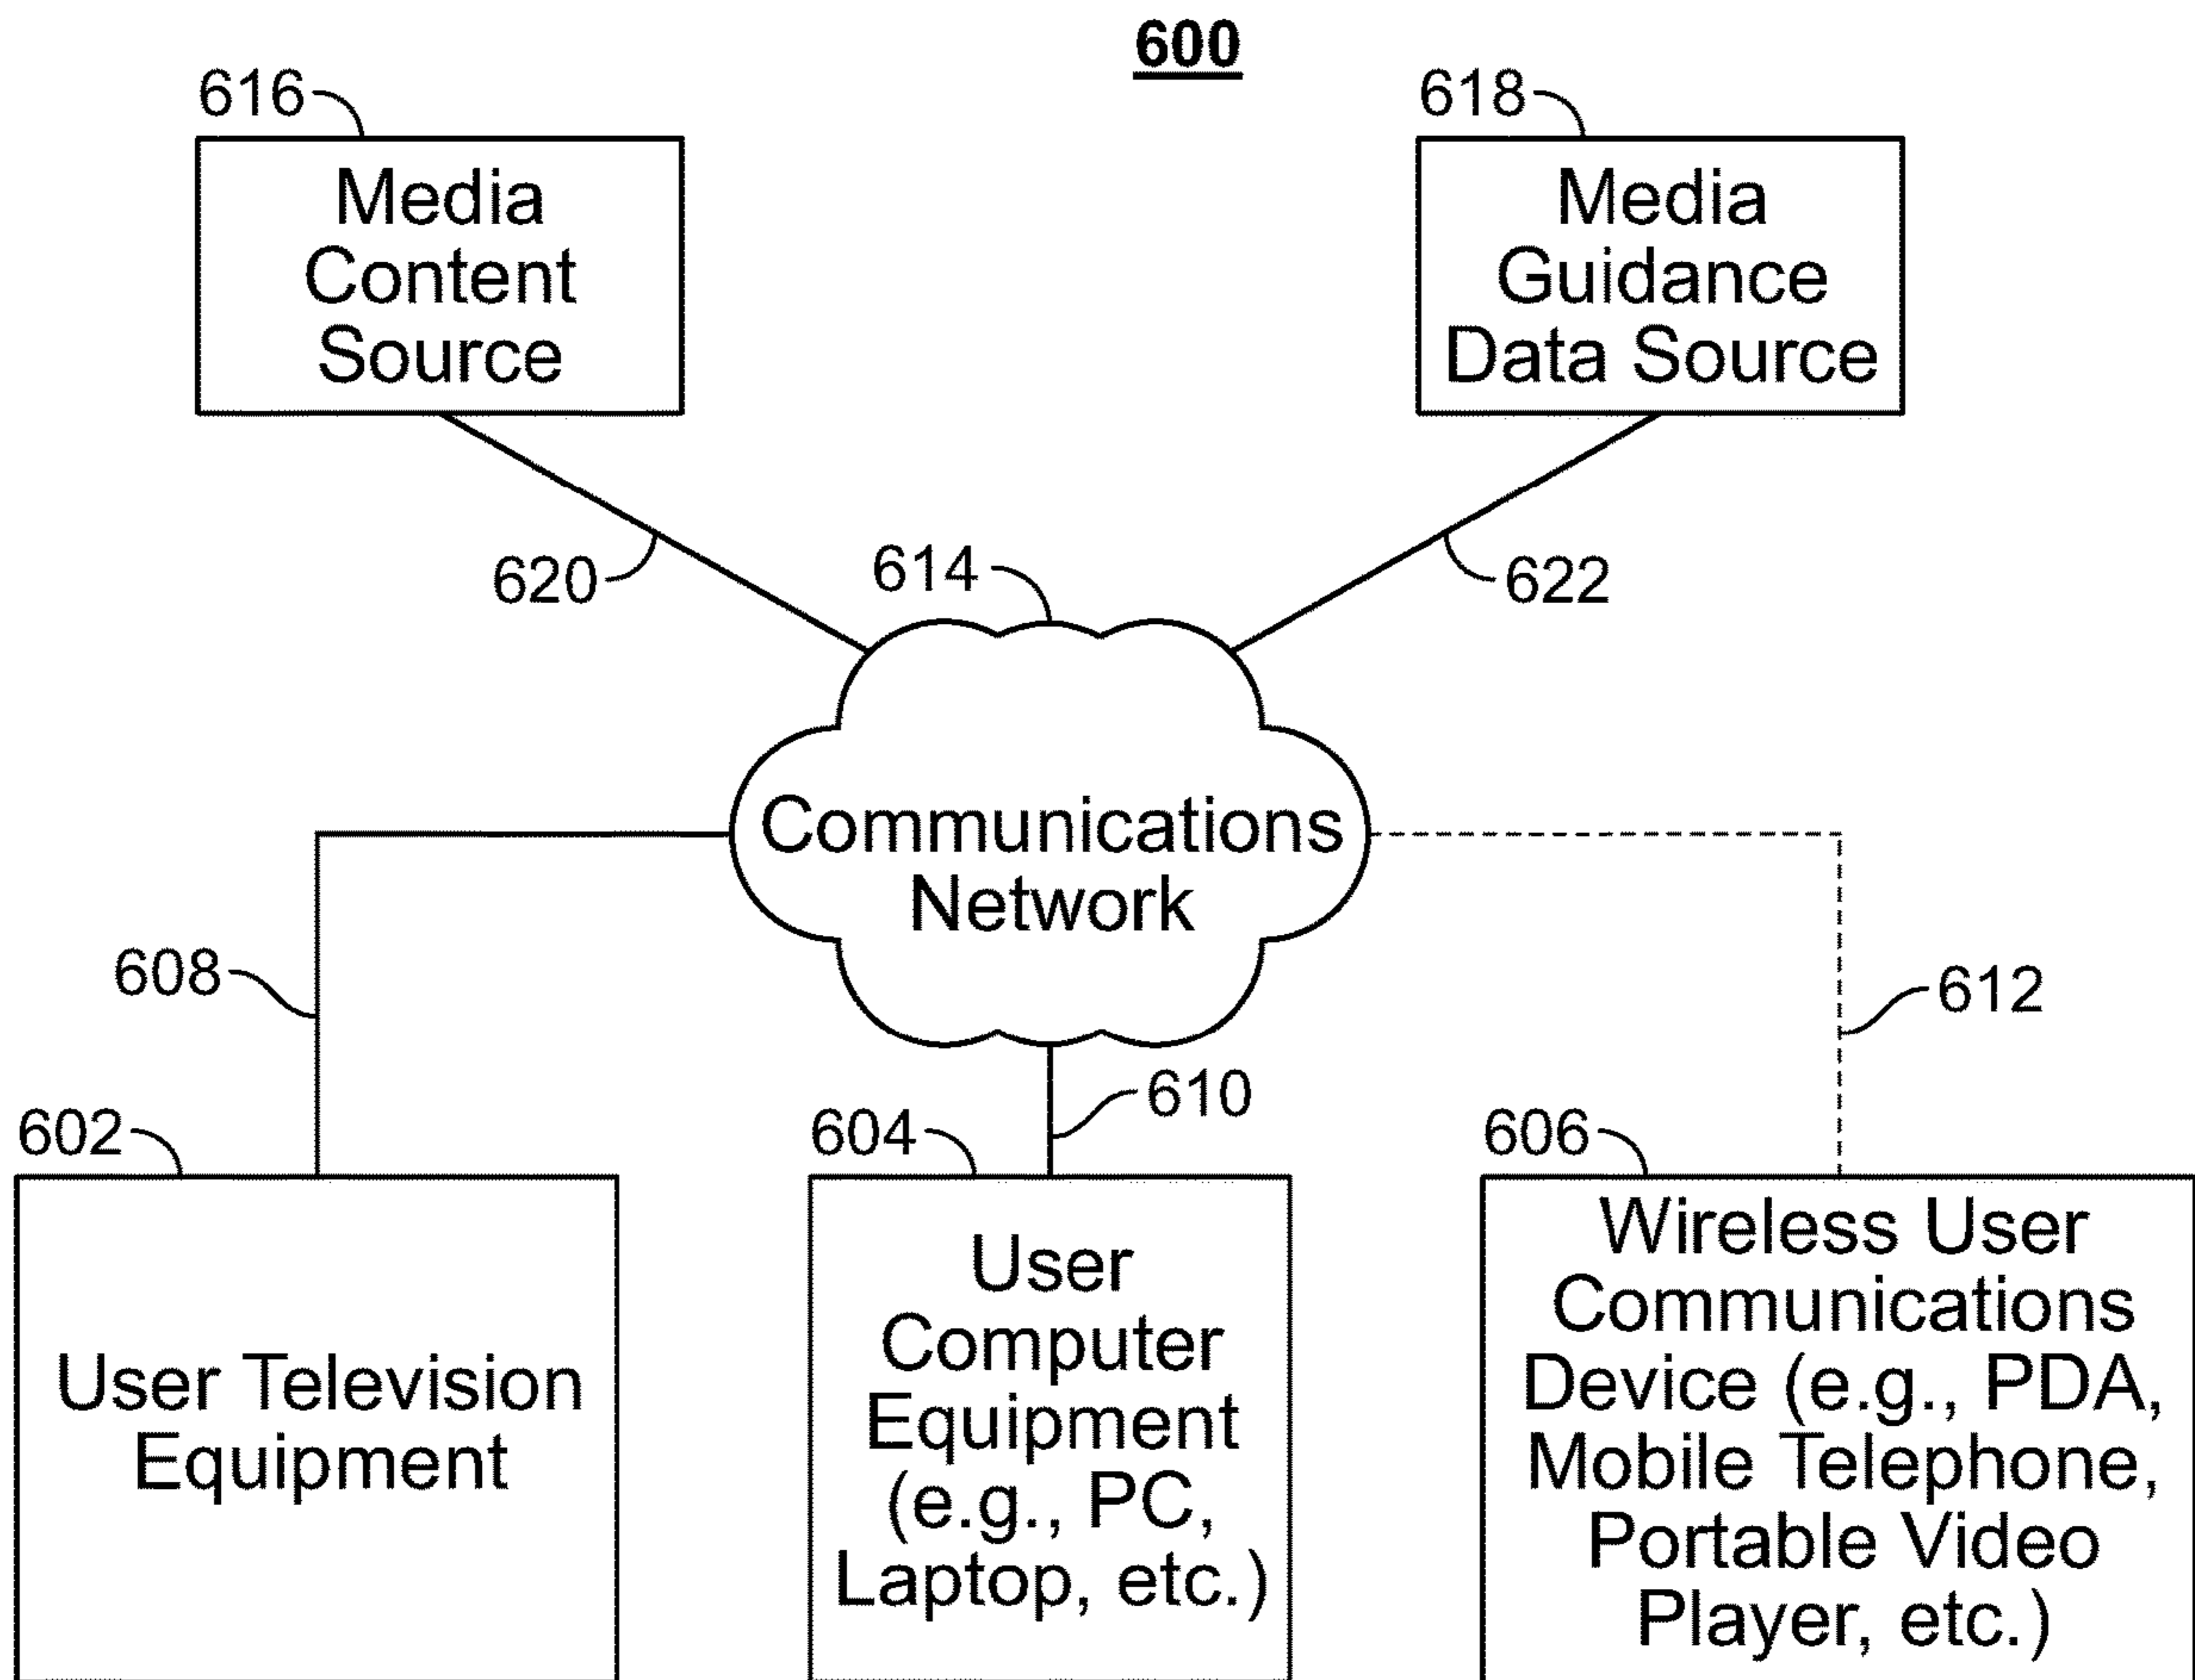 600
616
Media
Content
Source
618
Media
Guidance
Data Source
620
614
622
Communications
Network
608
612
610
602
User Television
Equipment
604
User
Computer
Equipment
(e.g., PC,
Laptop, etc.)
606
Wireless User
Communications
Device (e.g., PDA,
Mobile Telephone,
Portable Video
Player, etc.)